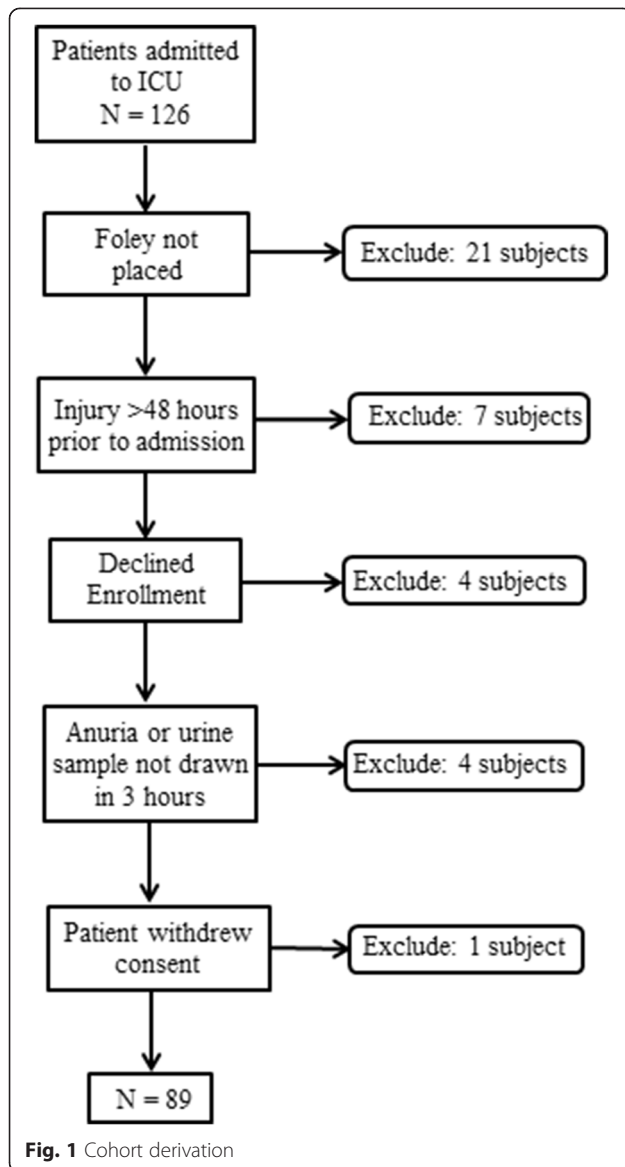 Patients admitted
to ICU
N = 126
Foley not
placed
Exclude: 21 subjects
Injury >48 hours
prior to admission
Exclude: 7 subjects
Declined
Enrollment
Exclude: 4 subjects
Anuria or urine
sample not drawn
in 3 hours
Exclude: 4 subjects
Patient withdrew
consent
Exclude: 1 subject
N = 89
Fig. 1 Cohort derivation